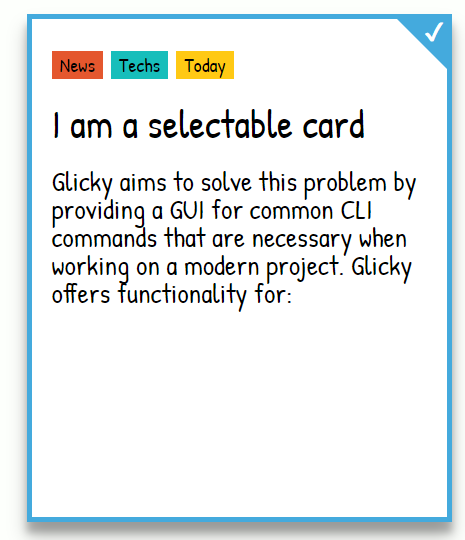 News Techs Today
I am a selectable card
Glicky aims to solve this problem by
providing a GUI for common CLI
commands that are necessary when
working on a modern project. Glicky
offers functionality for: